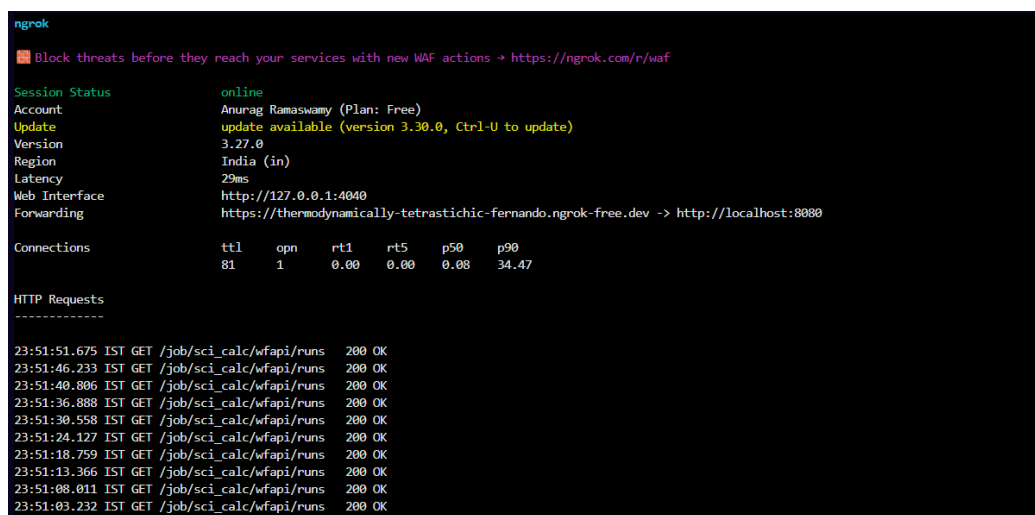 ngrok
Block threats before they reach your services with new WAF actions → https://ngrok.com/r/waf
Session Status online
Account Anurag Ramaswamy (Plan: Free)
Update update available (version 3.30.0, Ctrl-U to update)
Version 3.27.0
Region India (in)
Latency 29ms
Web Interface http://127.0.0.1:4040
Forwarding https://thermodynamically-tetrastichic-fernando.ngrok-free.dev -> http://localhost:8080
Connections ttl opn rt1 rt5 p50 p90
81 1 0.00 0.00 0.08 34.47
HTTP Requests
-------------
23:51:51.675 IST GET /job/sci_calc/wfapi/runs 200 OK
23:51:46.233 IST GET /job/sci_calc/wfapi/runs 200 OK
23:51:40.806 IST GET /job/sci_calc/wfapi/runs 200 OK
23:51:36.888 IST GET /job/sci_calc/wfapi/runs 200 OK
23:51:30.558 IST GET /job/sci_calc/wfapi/runs 200 OK
23:51:24.127 IST GET /job/sci_calc/wfapi/runs 200 OK
23:51:18.759 IST GET /job/sci_calc/wfapi/runs 200 OK
23:51:13.366 IST GET /job/sci_calc/wfapi/runs 200 OK
23:51:08.011 IST GET /job/sci_calc/wfapi/runs 200 OK
23:51:03.232 IST GET /job/sci_calc/wfapi/runs 200 OK